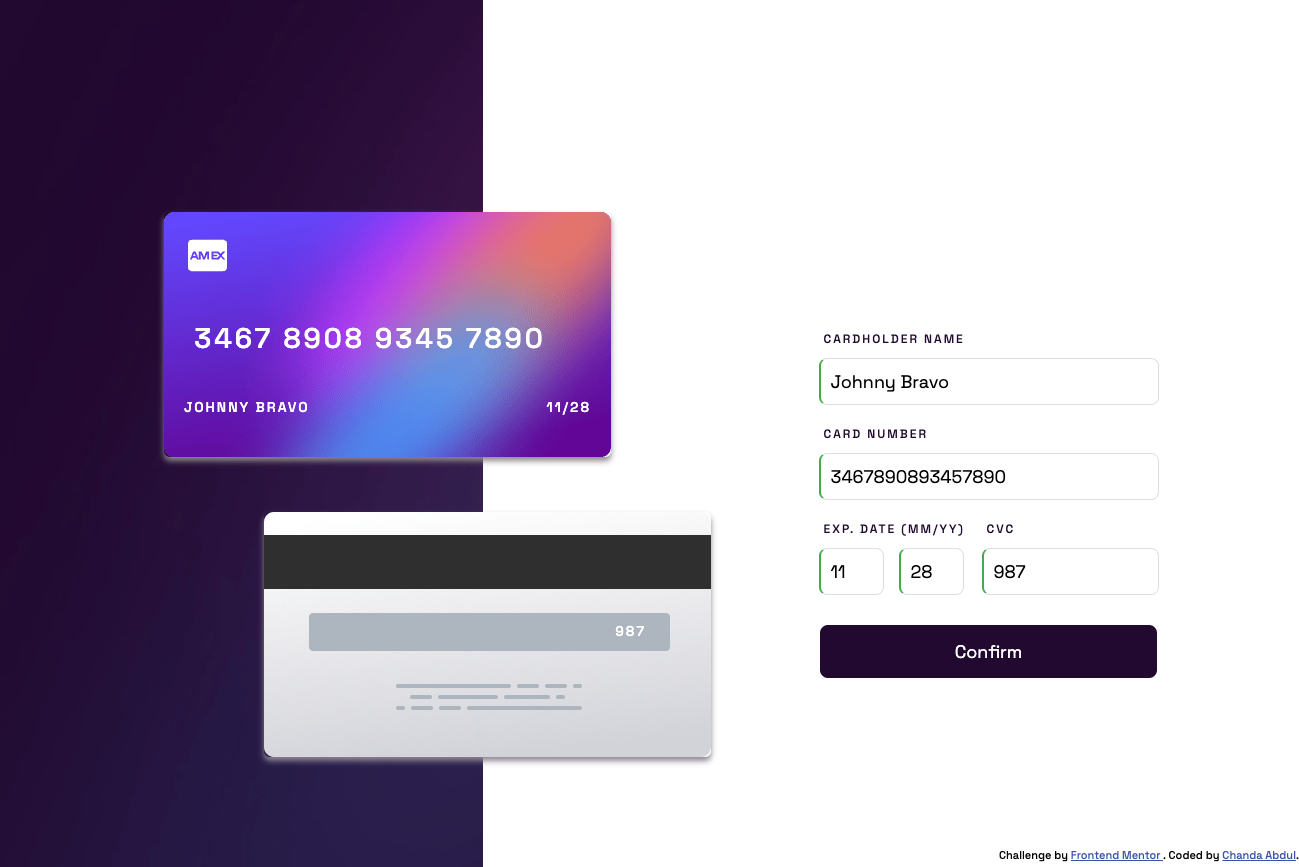 AMEX
3467 8908 9345 7890
JOHNNY BRAVO 11/28
987
CARDHOLDER NAME
Johnny Bravo
CARD NUMBER
3467890893457890
EXP. DATE (MM/YY) CVC
11 28 987
Confirm
Challenge by Frontend Mentor . Coded by Chanda Abdul.